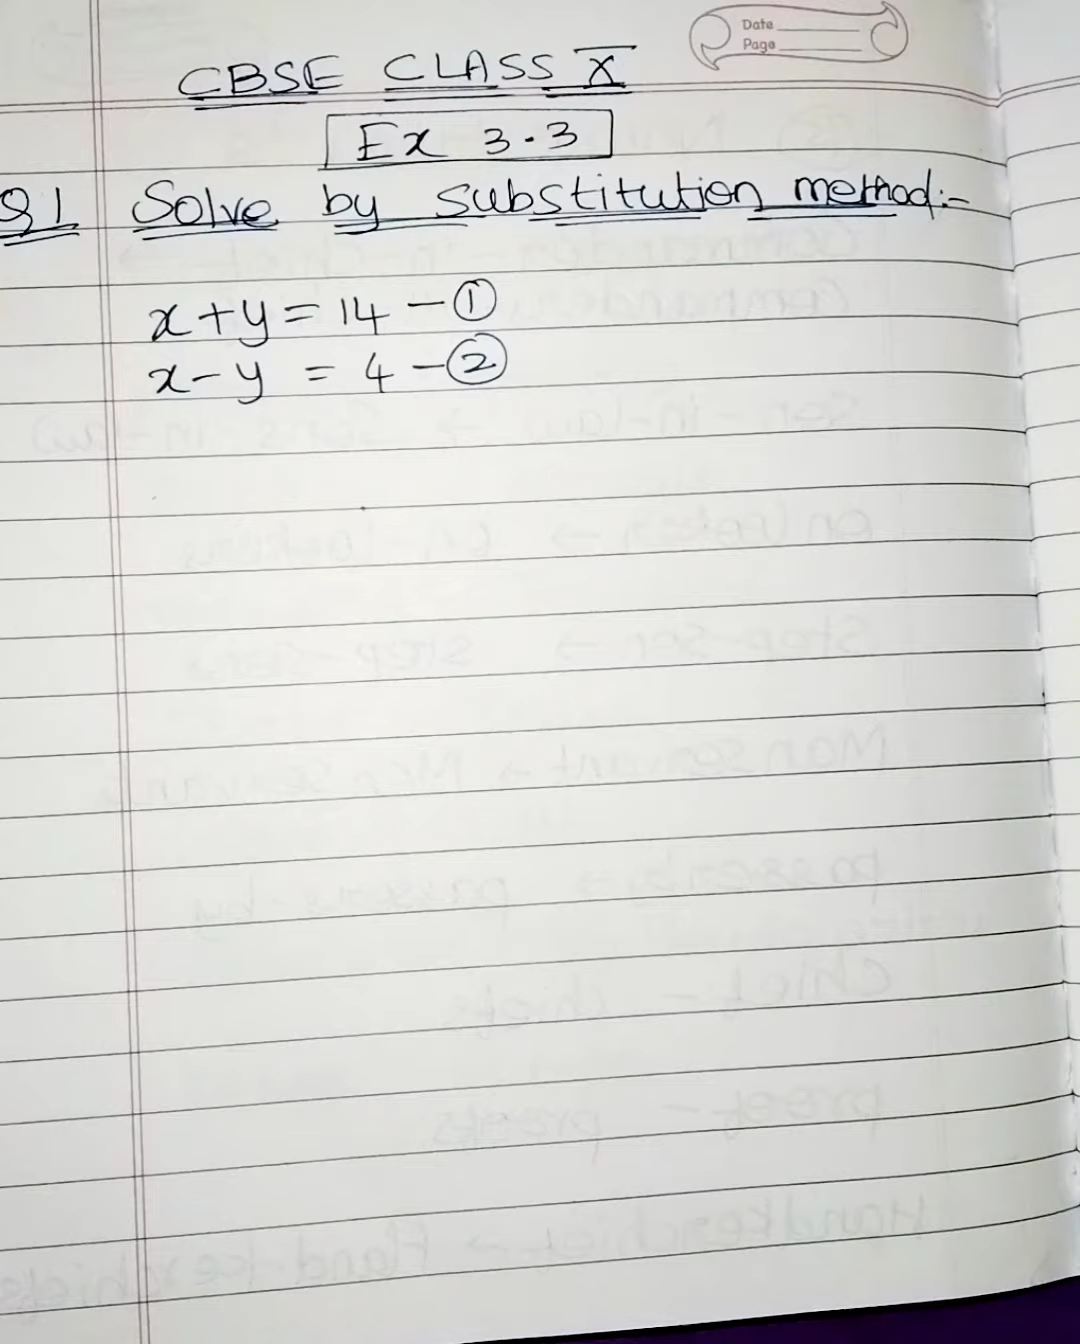 Date
Page
CBSE CLASS X
Ex 3.3
Q1 Solve by substitution method:-
x+y = 14 - ①
x-y = 4 - ②